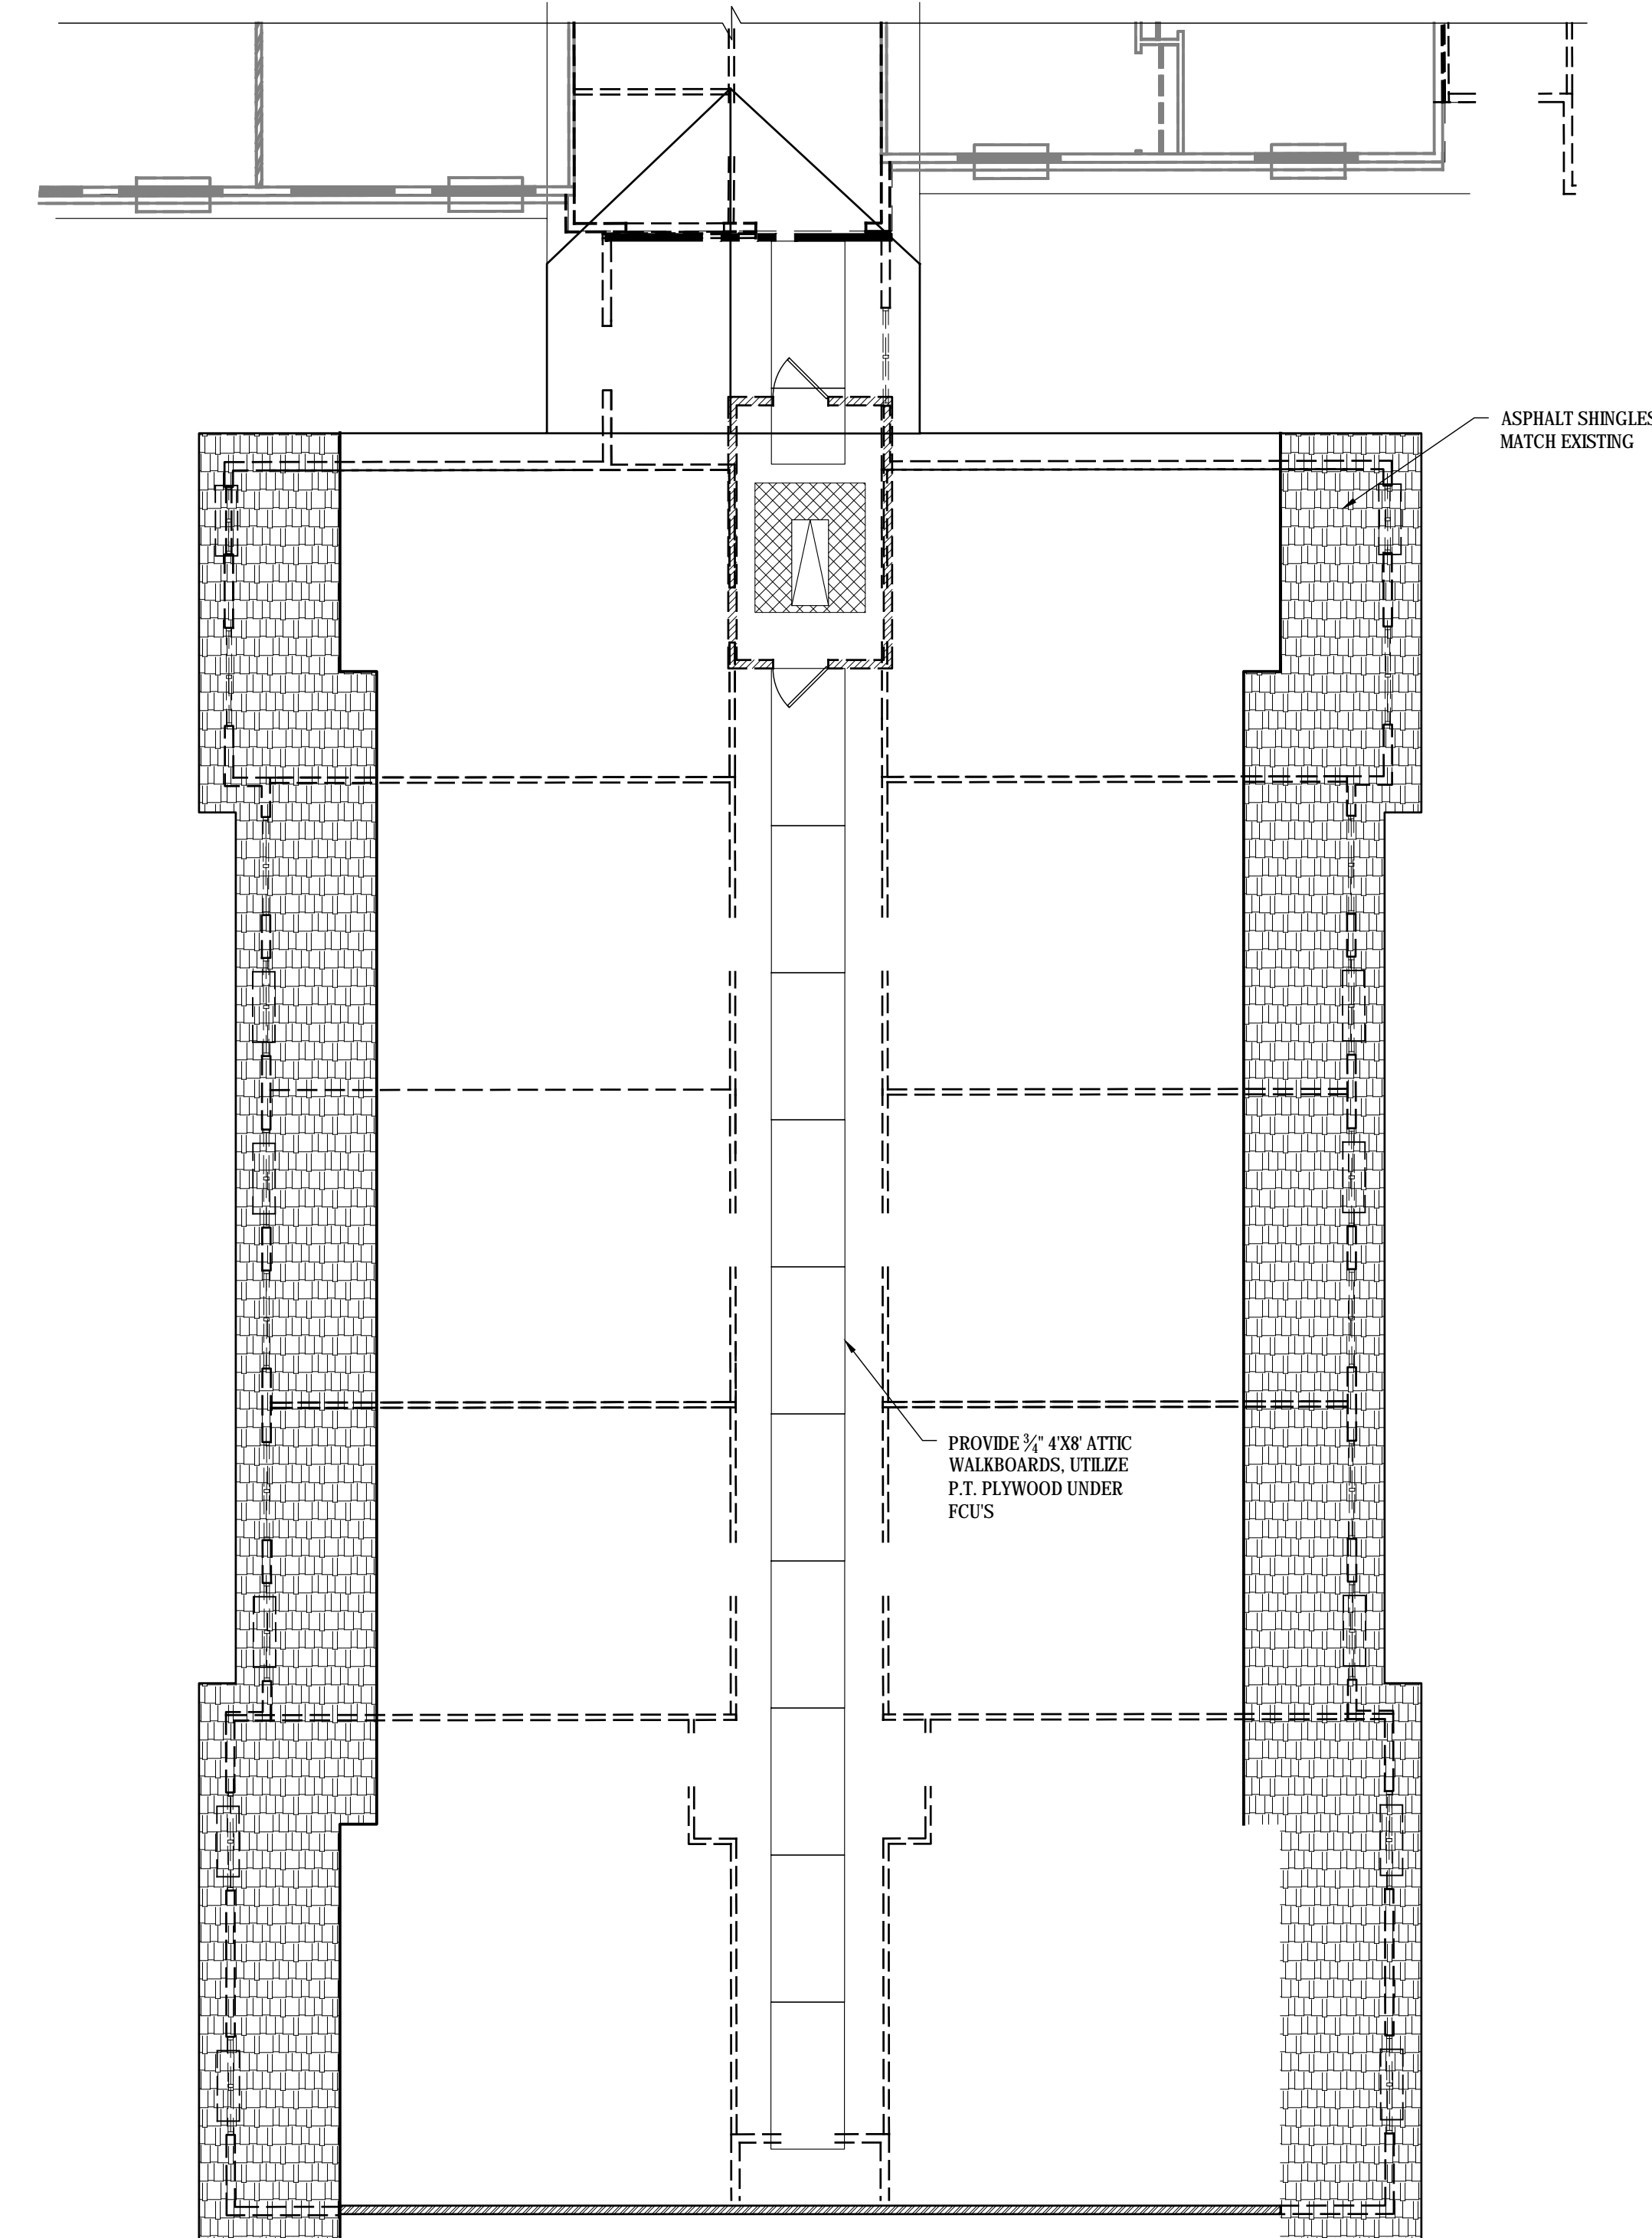 ASPHALT SHINGLES
MATCH EXISTING
PROVIDE ¾" 4'X8' ATTIC
WALKBOARDS, UTILIZE
P.T. PLYWOOD UNDER
FCU'S